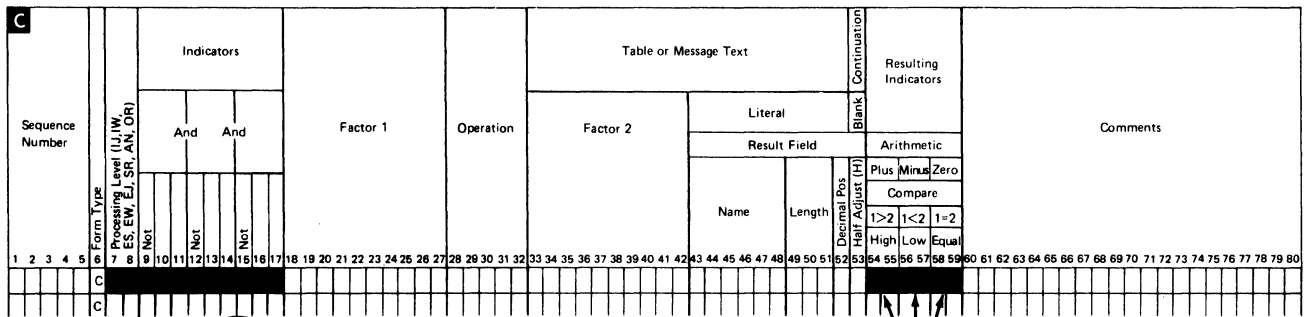 C
Sequence Number
Form Type
Processing Level (IJ,IW, ES, EW, EJ, SR, AN, OR)
Indicators
And And
Not Not Not
Factor 1
Operation
Table or Message Text
Continuation
Factor 2
Literal
Blank
Result Field
Name
Length
Decimal Pos
Half Adjust (H)
Resulting Indicators
Arithmetic
Plus Minus Zero
Compare
1>2 1<2 1=2
High Low Equal
Comments
1 2 3 4 5 6 7 8 9 10 11 12 13 14 15 16 17 18 19 20 21 22 23 24 25 26 27 28 29 30 31 32 33 34 35 36 37 38 39 40 41 42 43 44 45 46 47 48 49 50 51 52 53 54 55 56 57 58 59 60 61 62 63 64 65 66 67 68 69 70 71 72 73 74 75 76 77 78 79 80
C
C